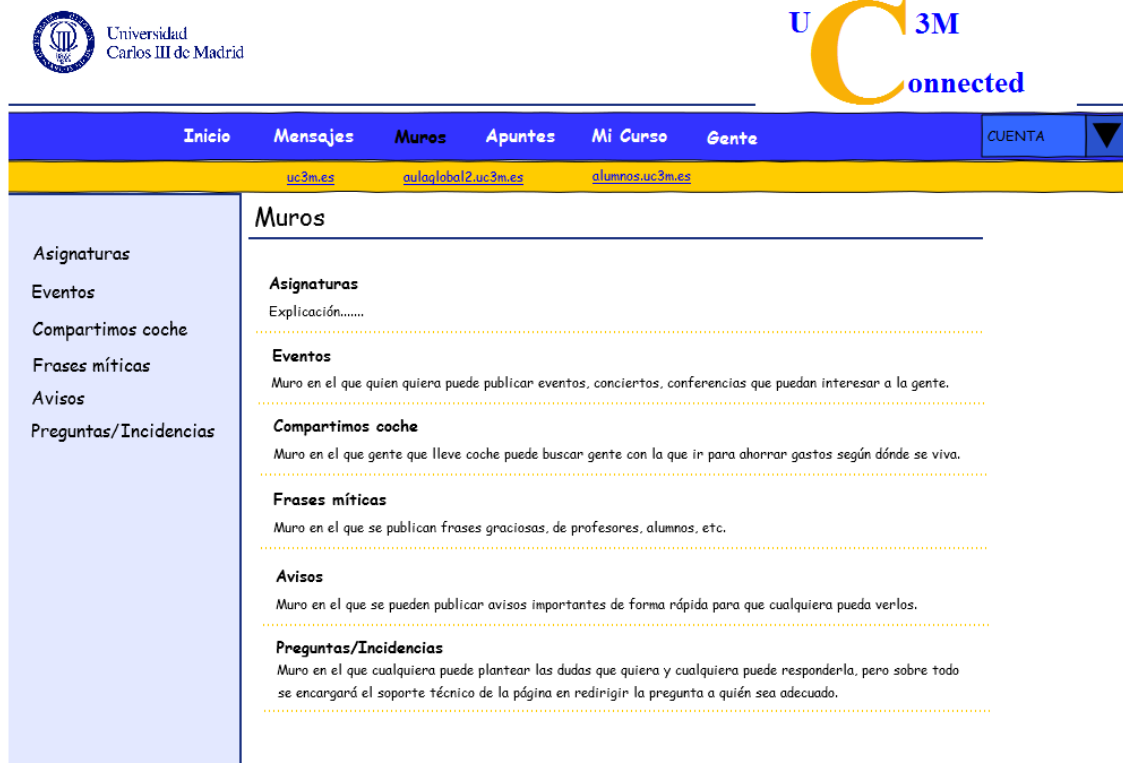 Universidad
Carlos III de Madrid
U C 3M
onnected
Inicio Mensajes Muros Apuntes Mi Curso Gente CUENTA
uc3m.es aulaglobal2.uc3m.es alumnos.uc3m.es
Asignaturas
Eventos
Compartimos coche
Frases míticas
Avisos
Preguntas/Incidencias
Muros
Asignaturas
Explicación.......
Eventos
Muro en el que quien quiera puede publicar eventos, conciertos, conferencias que puedan interesar a la gente.
Compartimos coche
Muro en el que gente que lleve coche puede buscar gente con la que ir para ahorrar gastos según dónde se viva.
Frases míticas
Muro en el que se publican frases graciosas, de profesores, alumnos, etc.
Avisos
Muro en el que se pueden publicar avisos importantes de forma rápida para que cualquiera pueda verlos.
Preguntas/Incidencias
Muro en el que cualquiera puede plantear las dudas que quiera y cualquiera puede responderla, pero sobre todo
se encargará el soporte técnico de la página en redirigir la pregunta a quién sea adecuado.